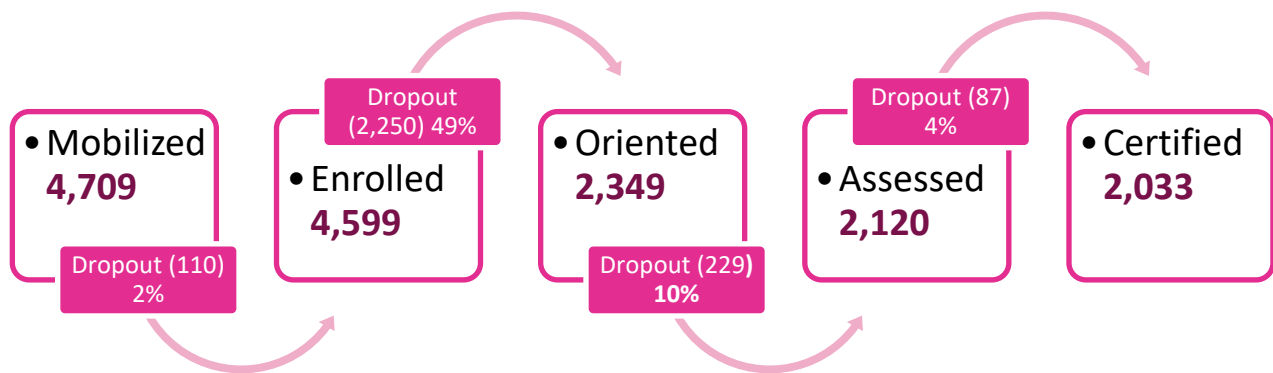 • Mobilized
4,709
Dropout (110)
2%
Dropout
(2,250) 49%
• Enrolled
4,599
• Oriented
2,349
Dropout (229)
10%
Dropout (87)
4%
• Assessed
2,120
• Certified
2,033